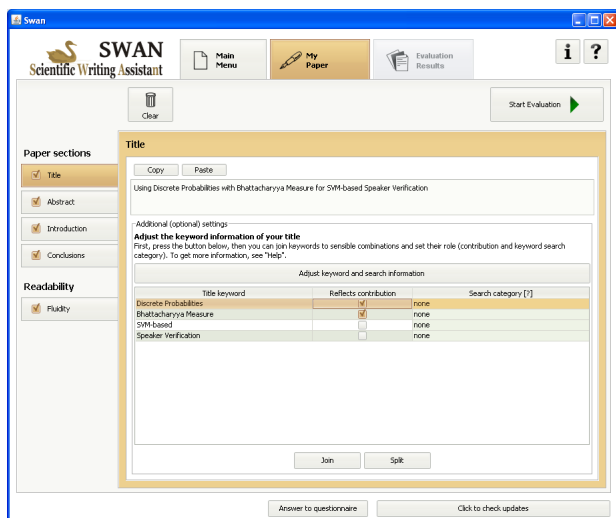 Swan
SWAN
Scientific Writing Assistant
Main
Menu
My
Paper
Evaluation
Results
i
?
Clear
Start Evaluation
Paper sections
Title
Abstract
Introduction
Conclusions
Readability
Fluidity
Title
Copy
Paste
Using Discrete Probabilities with Bhattacharyya Measure for SVM-based Speaker Verification
Additional (optional) settings
Adjust the keyword information of your title
First, press the button below, then you can join keywords to sensible combinations and set their role (contribution and keyword search
category). To get more information, see "Help".
Adjust keyword and search information
Title keyword Reflects contribution Search category [?]
Discrete Probabilities none
Bhattacharyya Measure none
SVM-based none
Speaker Verification none
Join
Split
Answer to questionnaire
Click to check updates